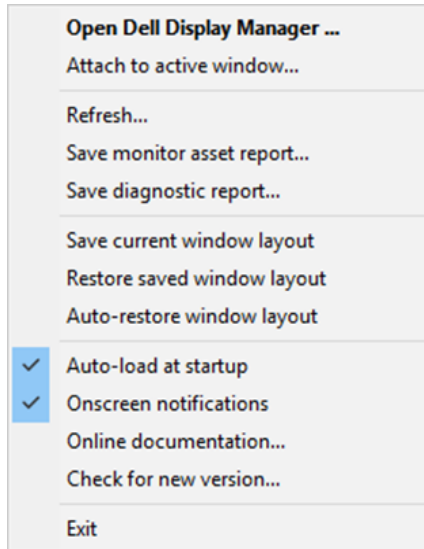 Open Dell Display Manager ...
Attach to active window...
Refresh...
Save monitor asset report...
Save diagnostic report...
Save current window layout
Restore saved window layout
Auto-restore window layout
Auto-load at startup
Onscreen notifications
Online documentation...
Check for new version...
Exit